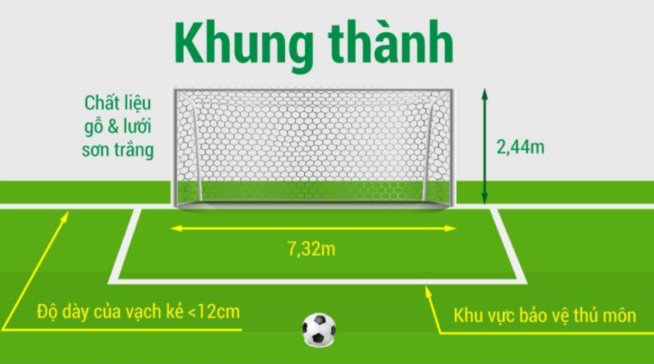 Khung thành
Chất liệu
gỗ & lưới
sơn trắng
2,44m
7,32m
Độ dày của vạch kẻ <12cm
Khu vực bảo vệ thủ môn